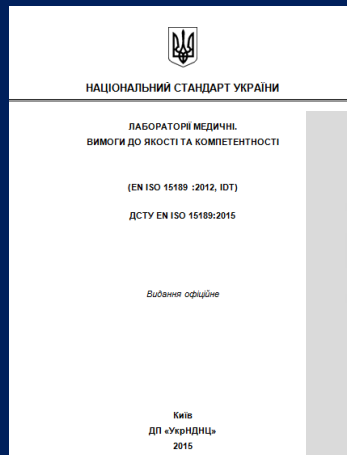 НАЦІОНАЛЬНИЙ СТАНДАРТ УКРАЇНИ
ЛАБОРАТОРІЇ МЕДИЧНІ.
ВИМОГИ ДО ЯКОСТІ ТА КОМПЕТЕНТНОСТІ
(EN ISO 15189 :2012, IDT)
ДСТУ EN ISO 15189:2015
Видання офіційне
Київ
ДП «УкрНДНЦ»
2015